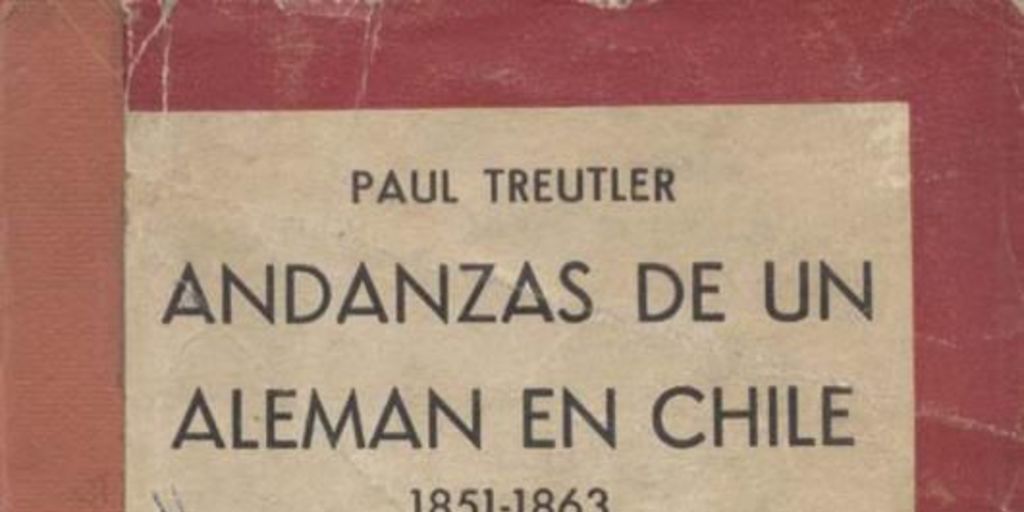 PAUL TREUTLER
ANDANZAS DE UN
ALEMAN EN CHILE
1851-1863